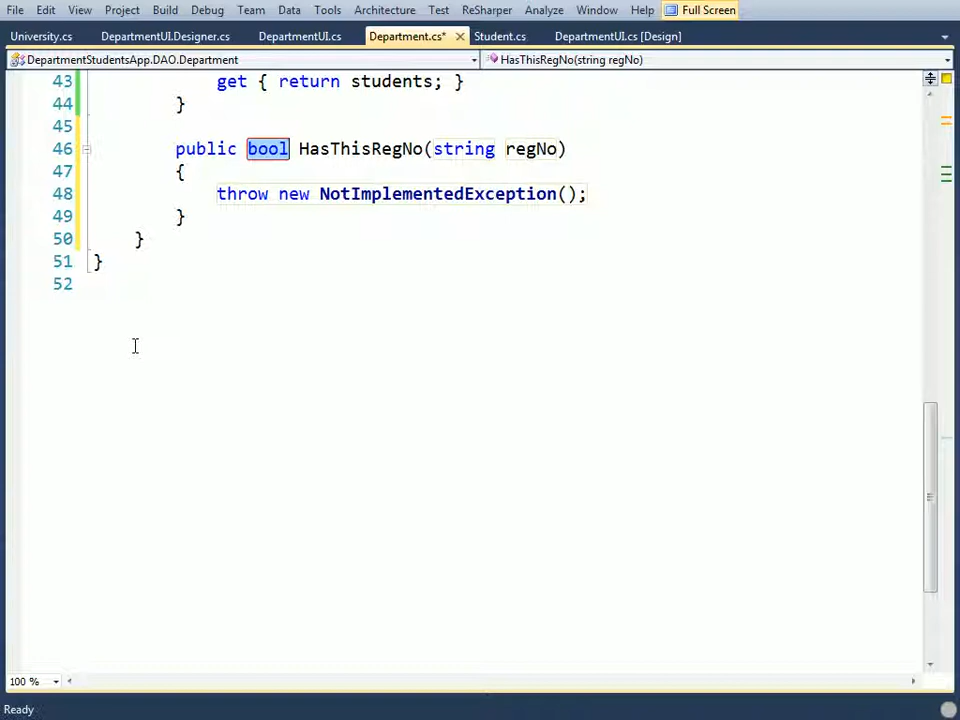 File Edit View Project Build Debug Team Data Tools Architecture Test ReSharper Analyze Window Help Full Screen
University.cs DepartmentUI.Designer.cs DepartmentUI.cs Department.cs* Student.cs DepartmentUI.cs [Design]
DepartmentStudentsApp.DAO.Department HasThisRegNo(string regNo)
43 get { return students; }
44 }
45
46 public bool HasThisRegNo(string regNo)
47 {
48 throw new NotImplementedException();
49 }
50 }
51 }
52
100 %
Ready